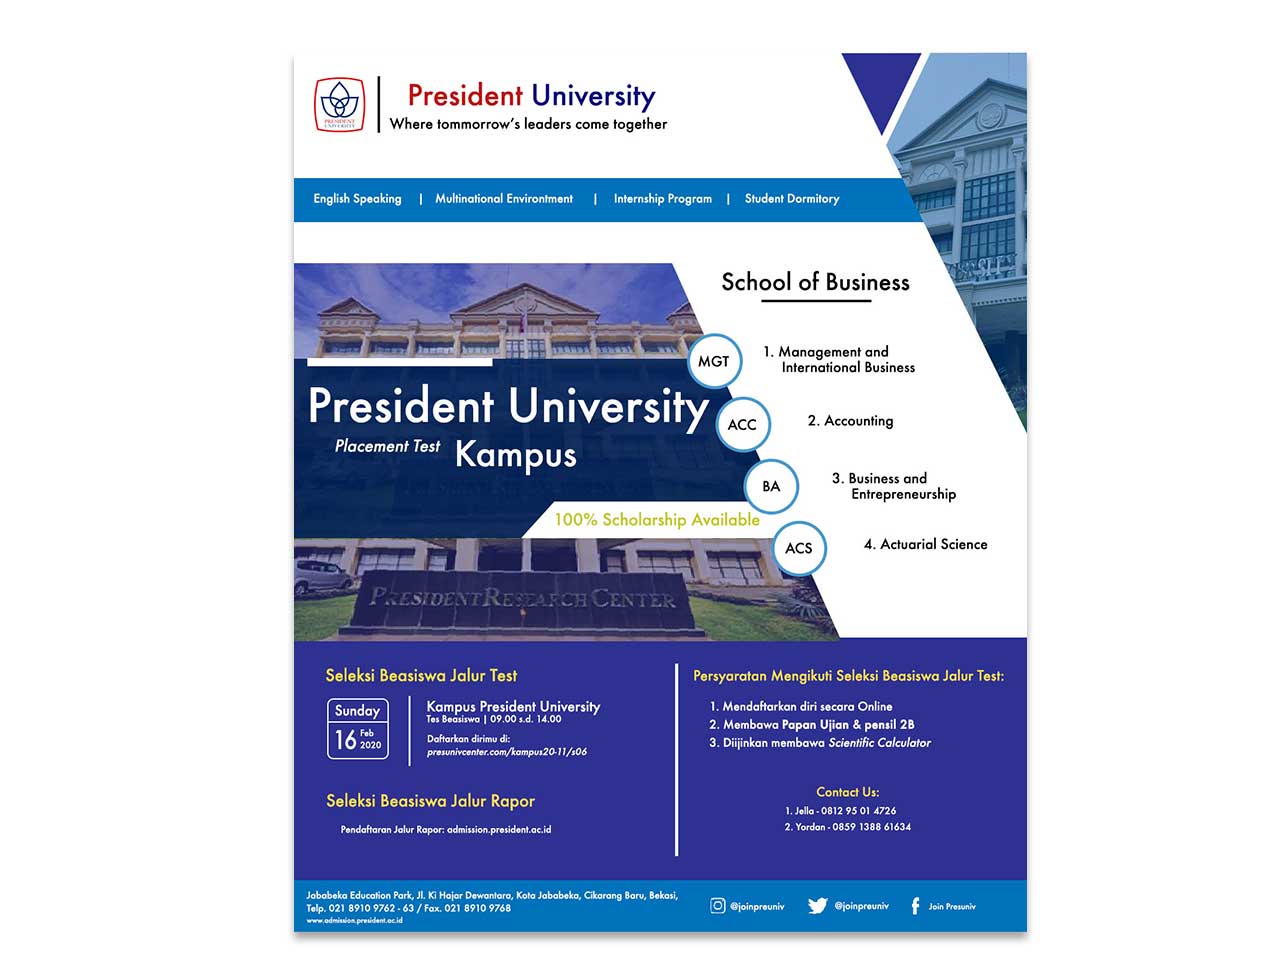 PRESIDENT
UNIVERSITY
President University
Where tommorrow's leaders come together
English Speaking | Multinational Environtment | Internship Program | Student Dormitory
School of Business
MGT
1. Management and
International Business
President University
Placement Test Kampus
ACC
2. Accounting
BA
3. Business and
Entrepreneurship
100% Scholarship Available
ACS
4. Actuarial Science
PRESIDENT RESEARCH CENTER
Seleksi Beasiswa Jalur Test
Sunday
16 Feb
2020
Kampus President University
Tes Beasiswa | 09.00 s.d. 14.00
Daftarkan dirimu di:
presunivcenter.com/kampus20-11/s06
Seleksi Beasiswa Jalur Rapor
Pendaftaran Jalur Rapor: admission.president.ac.id
Persyaratan Mengikuti Seleksi Beasiswa Jalur Test:
1. Mendaftarkan diri secara Online
2. Membawa Papan Ujian & pensil 2B
3. Diijinkan membawa Scientific Calculator
Contact Us:
1. Jella - 0812 95 01 4726
2. Yordan - 0859 1388 61634
Jababeka Education Park, Jl. Ki Hajar Dewantara, Kota Jababeka, Cikarang Baru, Bekasi,
Telp. 021 8910 9762 - 63 / Fax. 021 8910 9768
www.admission.president.ac.id
@joinpreuniv
@joinpreuniv
Join Presuniv